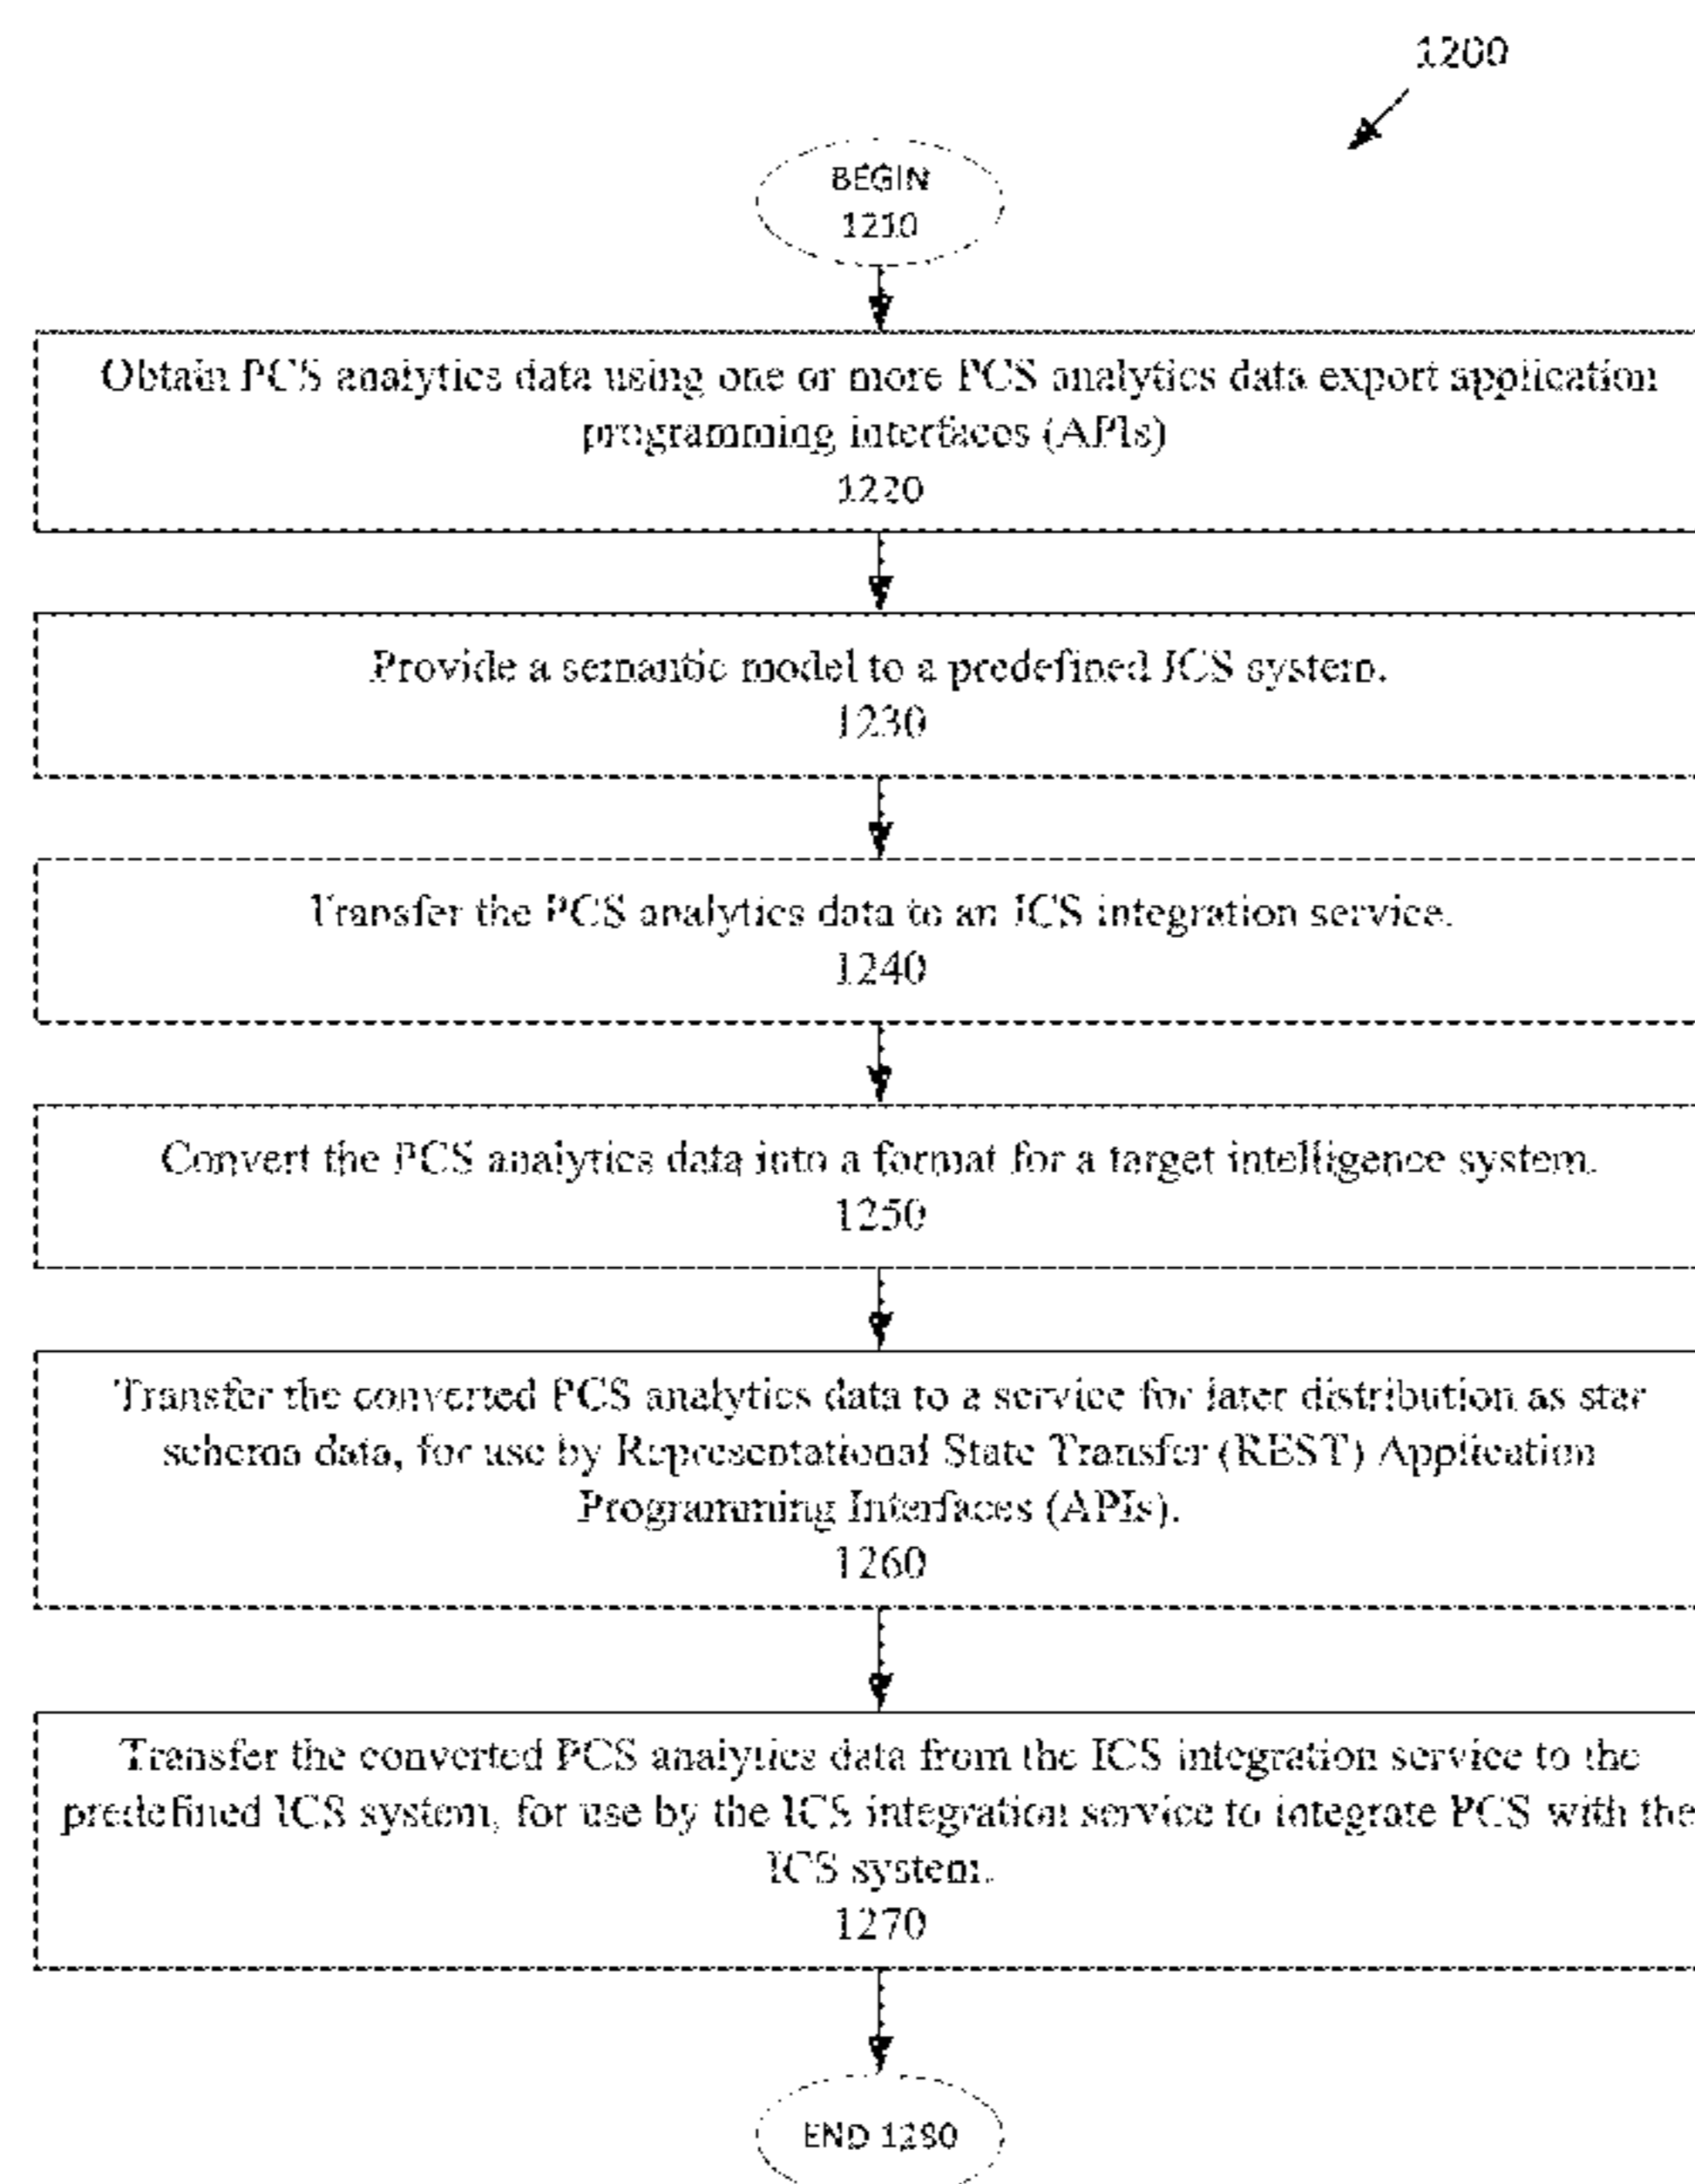 1200
BEGIN
1210
Obtain PCS analytics data using one or more PCS analytics data export application
programming interfaces (APIs)
1220
Provide a semantic model to a predefined ICS system.
1230
Transfer the PCS analytics data to an ICS integration service.
1240
Convert the PCS analytics data into a format for a target intelligence system.
1250
Transfer the converted PCS analytics data to a service for later distribution as star
schema data, for use by Representational State Transfer (REST) Application
Programming Interfaces (APIs).
1260
Transfer the converted PCS analytics data from the ICS integration service to the
predefined ICS system, for use by the ICS integration service to integrate PCS with the
ICS system.
1270
END 1280